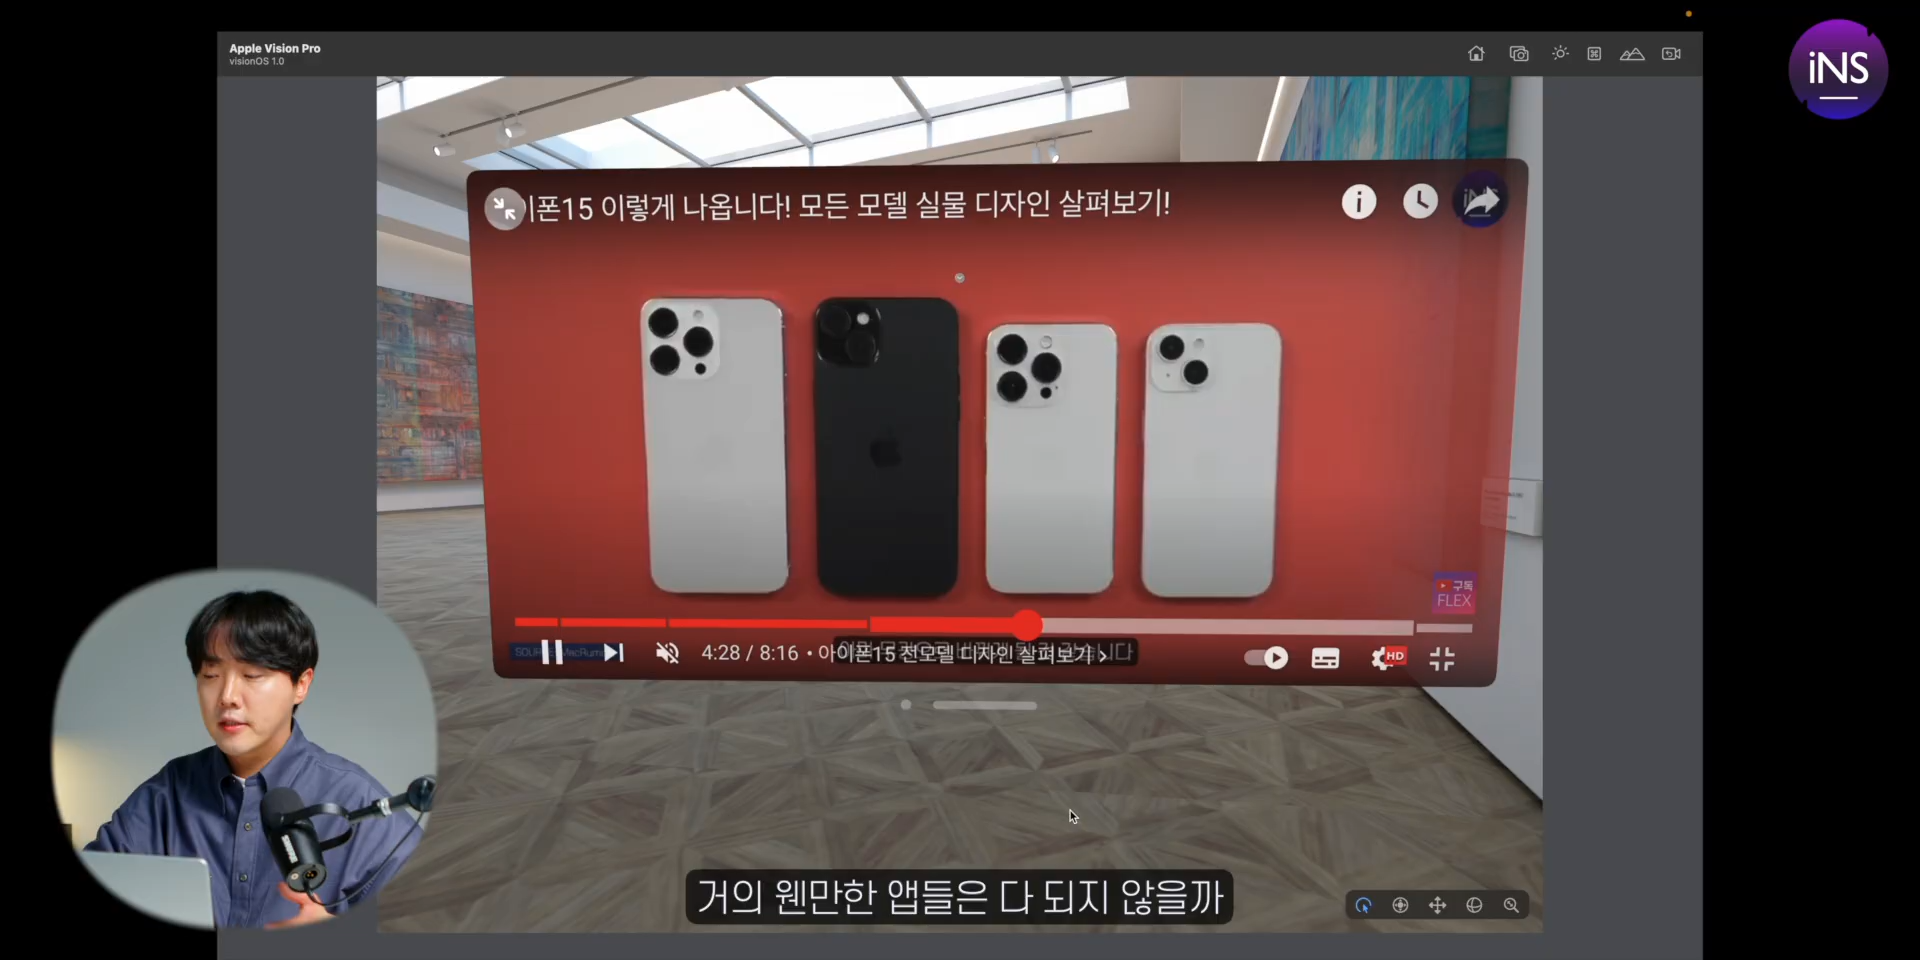 Apple Vision Pro
visionOS 1.0
iNS
이폰15 이렇게 나옵니다! 모든 모델 실물 디자인 살펴보기!
구독
FLEX
4:28 / 8:16 • 아이폰15 전모델 디자인 살펴보기 >
HD
거의 웬만한 앱들은 다 되지 않을까